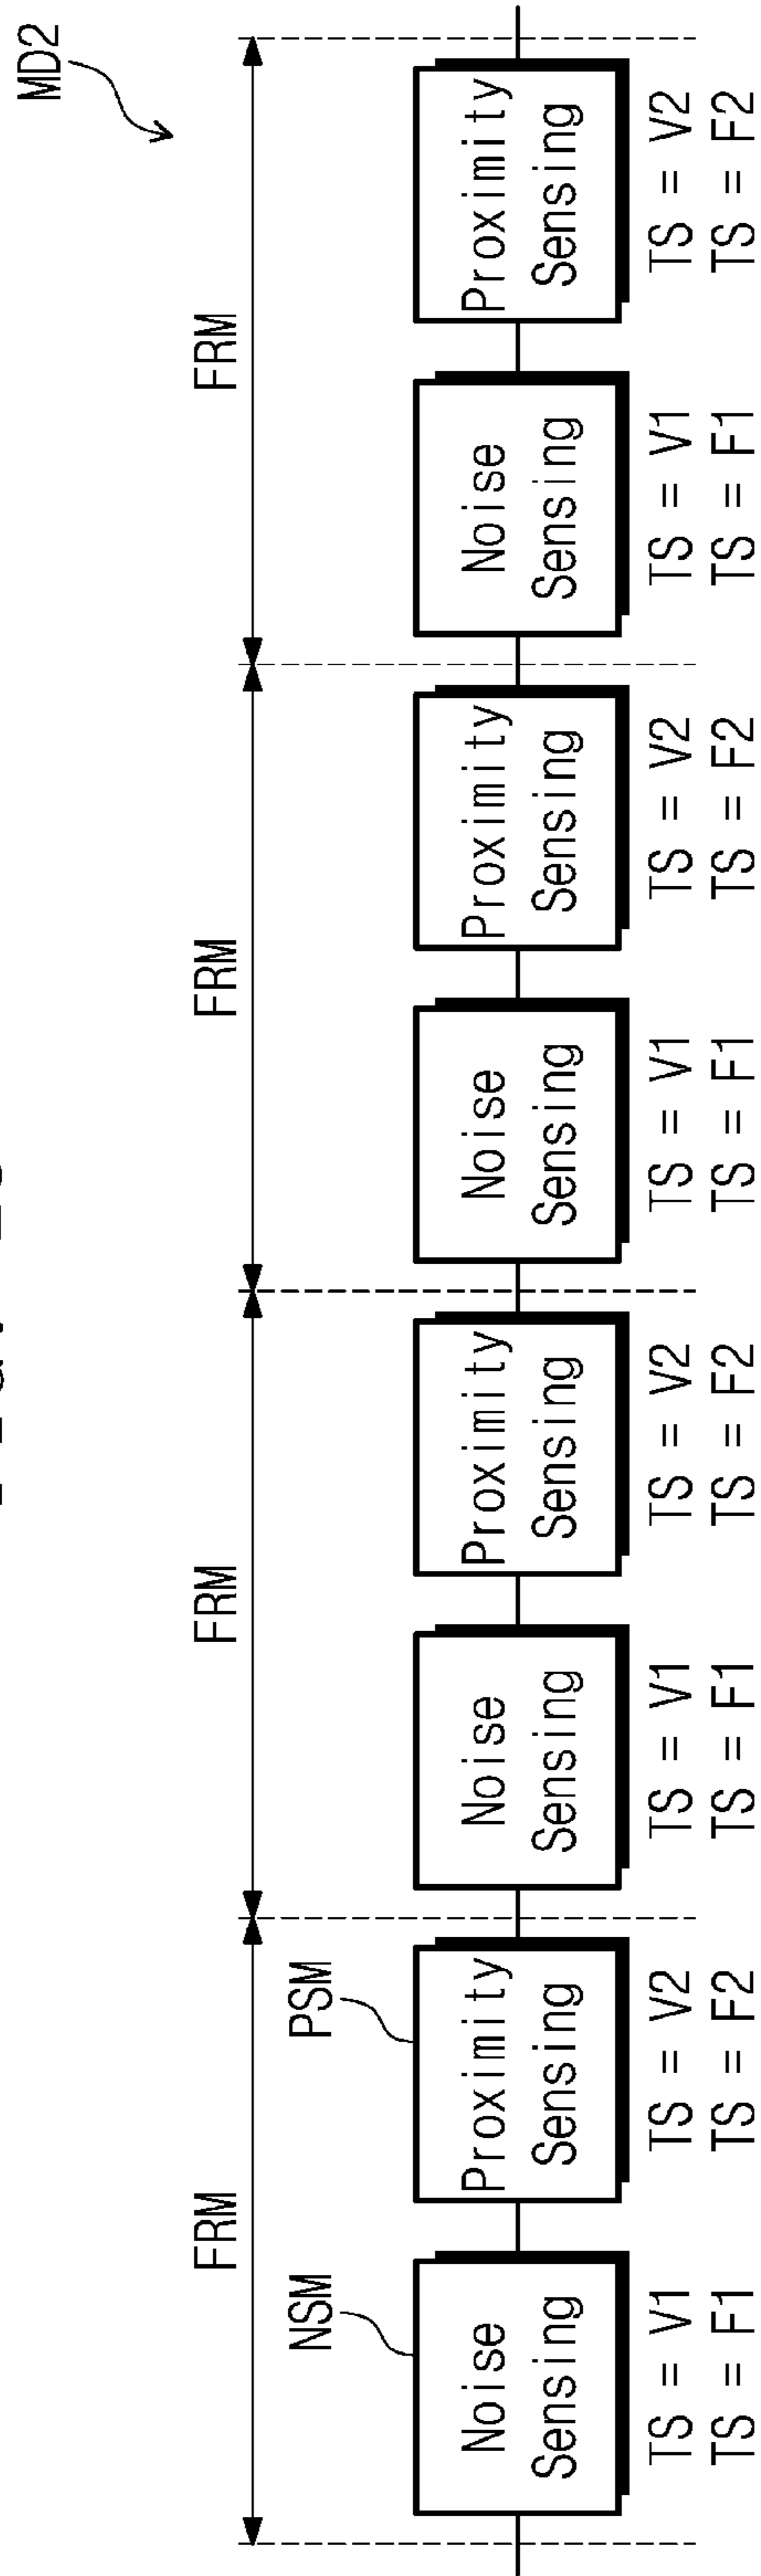 MD2
FRM
FRM
FRM
FRM
NSM
PSM
Noise
Sensing
Proximity
Sensing
Noise
Sensing
Proximity
Sensing
Noise
Sensing
Proximity
Sensing
Noise
Sensing
Proximity
Sensing
TS = V1
TS = F1
TS = V2
TS = F2
TS = V1
TS = F1
TS = V2
TS = F2
TS = V1
TS = F1
TS = V2
TS = F2
TS = V1
TS = F1
TS = V2
TS = F2